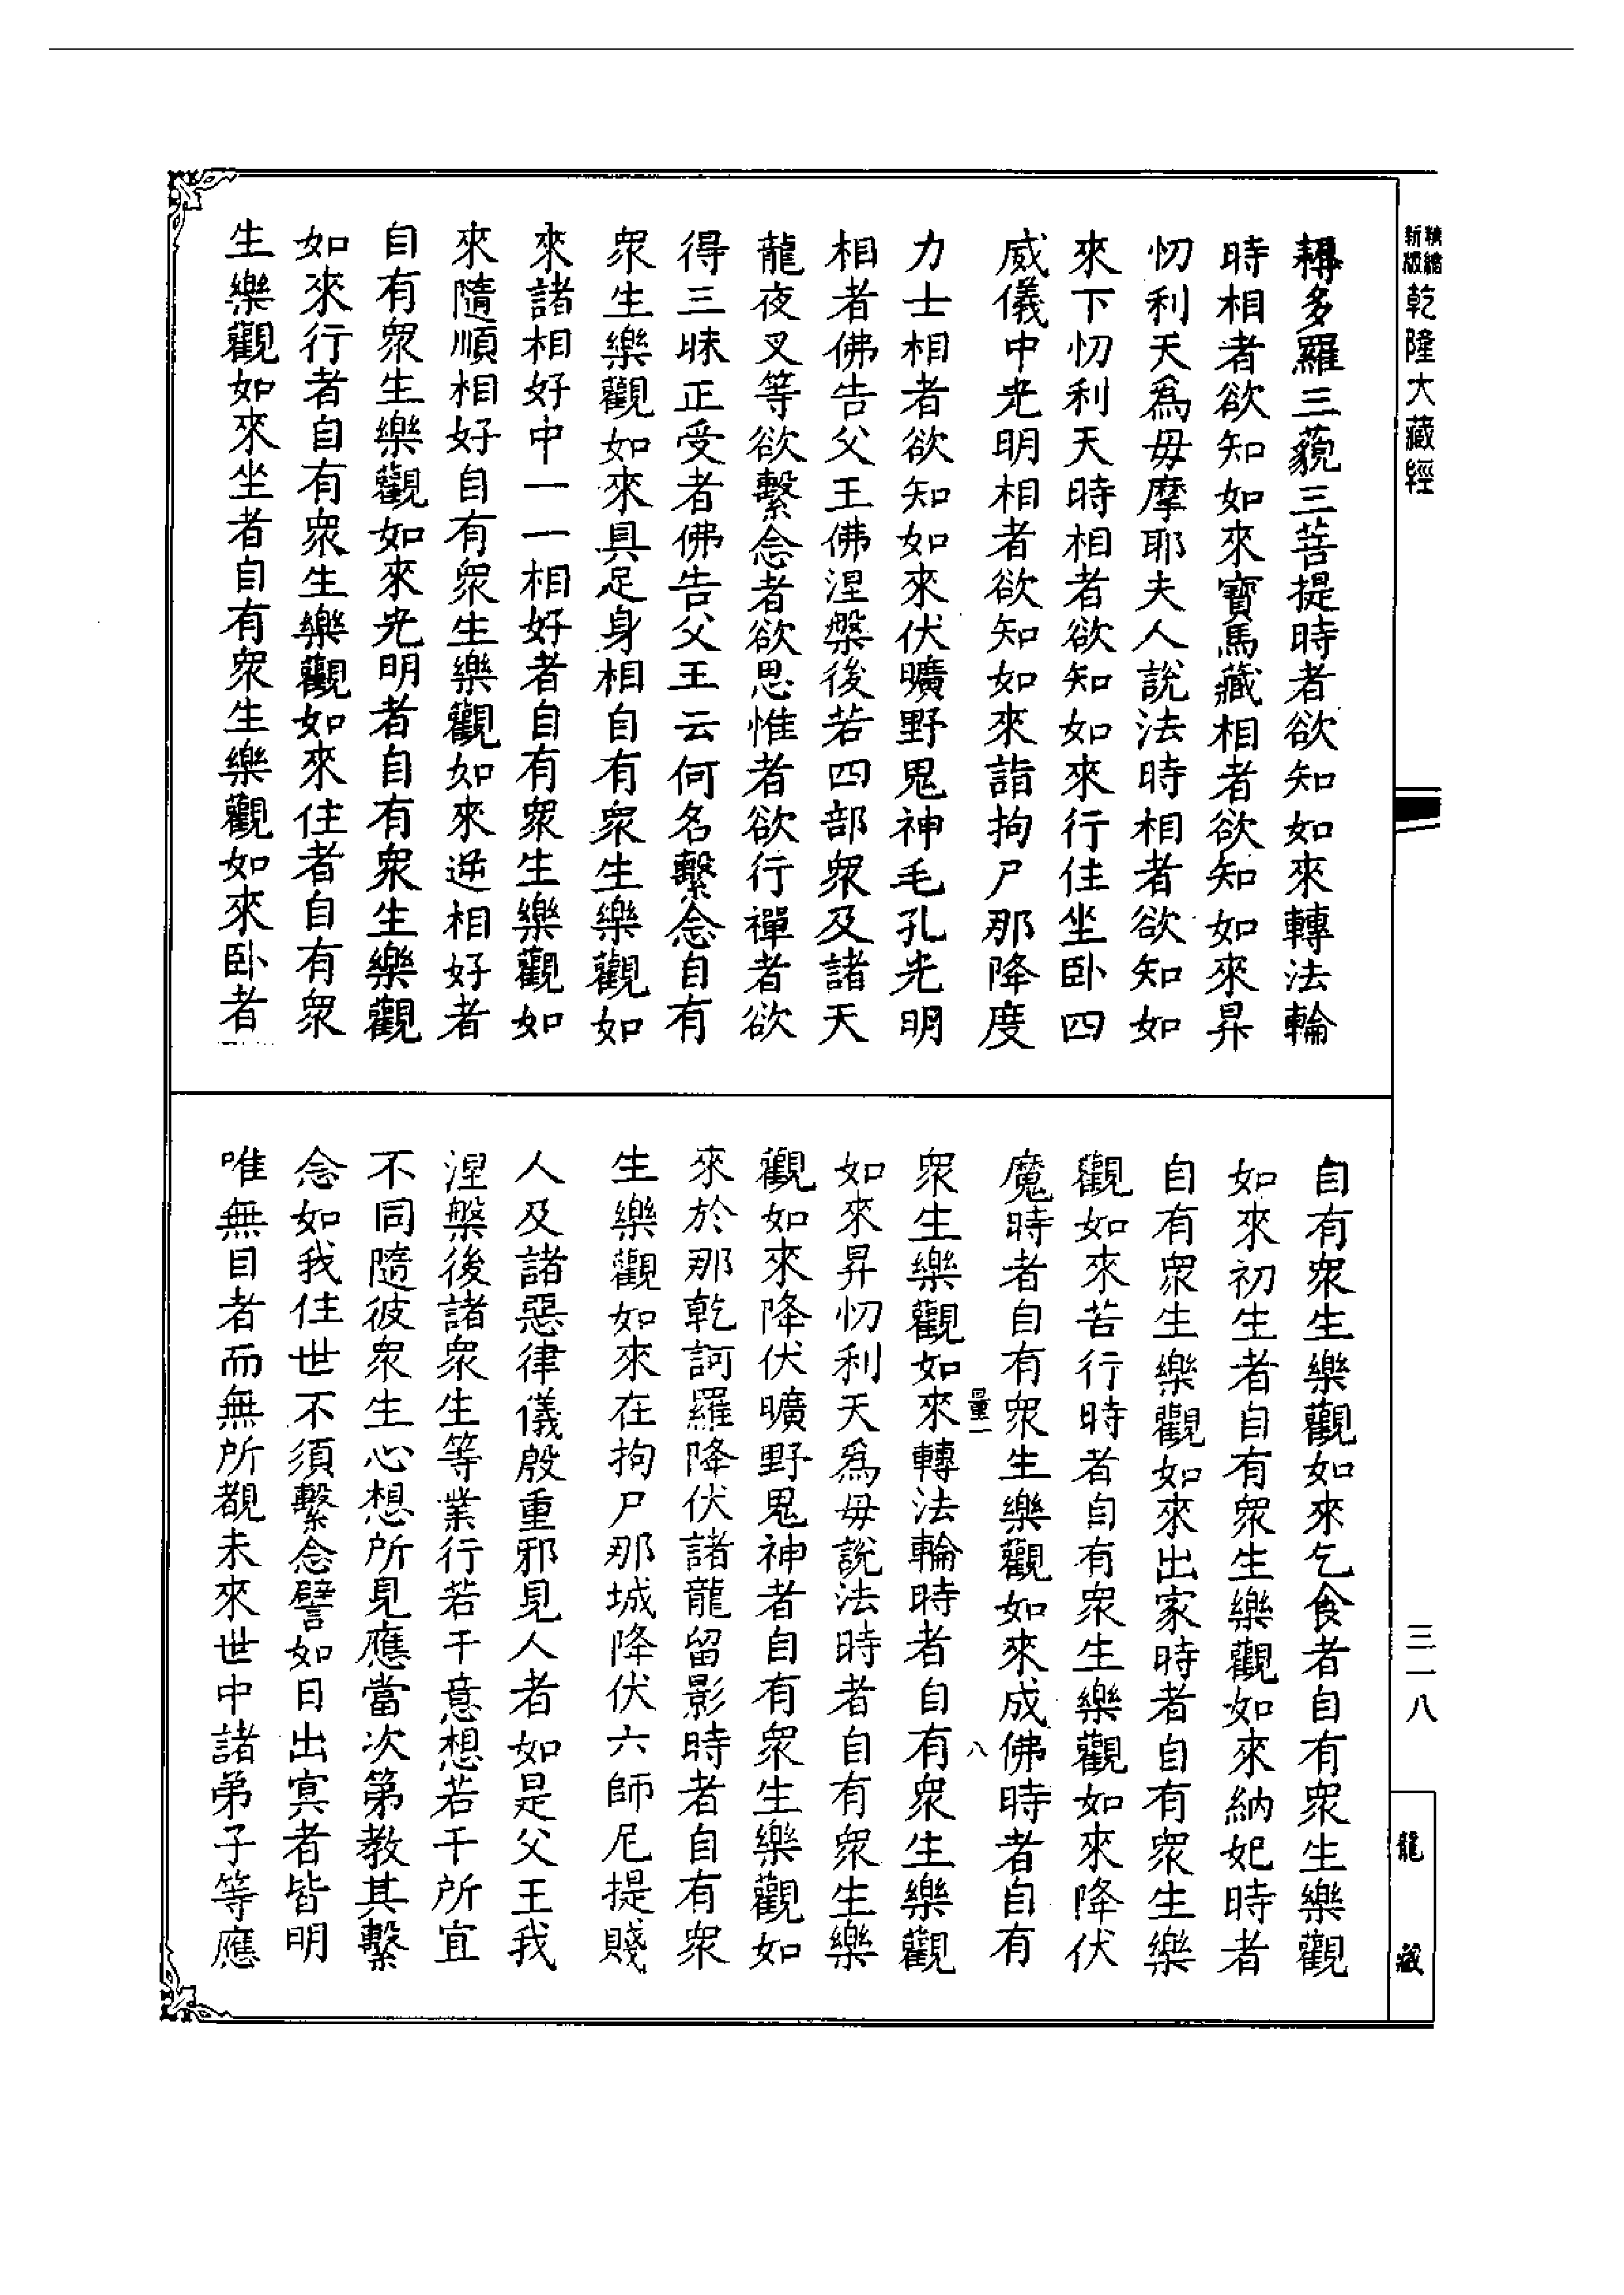 精縮
新版
乾隆大藏經
耨多羅三藐三菩提時者欲知如來轉法輪
時相者欲知如來寶馬藏相者欲知如來昇
忉利天爲毋摩耶夫人說法時相者欲知如
來下忉利天時相者欲知如來行住坐卧四
威儀中光明相者欲知如來詣拘尸那降度
力士相者欲知如來伏曠野鬼神毛孔光明
相者佛告父王佛涅槃後若四部衆及諸天
龍夜叉等欲繫念者欲思惟者欲行禪者欲
得三昧正受者佛告父王云何名繫念自有
衆生樂觀如來具足身相自有衆生樂觀如
來諸相好中一一相好者自有衆生樂觀如
來隨順相好自有衆生樂觀如來逆相好者
自有衆生樂觀如來光明者自有衆生樂觀
如來行者自有衆生樂觀如來住者自有衆
生樂觀如來坐者自有衆生樂觀如來卧者
自有衆生樂觀如來乞食者自有衆生樂觀
如來初生者自有衆生樂觀如來納妃時者
自有衆生樂觀如來出家時者自有衆生樂
觀如來苦行時者自有衆生樂觀如來降伏
魔時者自有衆生樂觀如來成佛時者自有
量一 八
衆生樂觀如來轉法輪時者自有衆生樂觀
如來昇忉利天爲毋說法時者自有衆生樂
觀如來降伏曠野鬼神者自有衆生樂觀如
來於那乾訶羅降伏諸龍留影時者自有衆
生樂觀如來在拘尸那城降伏六師尼提賤
人及諸惡律儀殷重邪見人者如是父王我
涅槃後諸衆生等業行若干意想若干所宜
不同隨彼衆生心想所見應當次第教其繫
念如我住世不須繫念譬如日出冥者皆明
唯無目者而無所覩未來世中諸弟子等應
三一八
龍藏